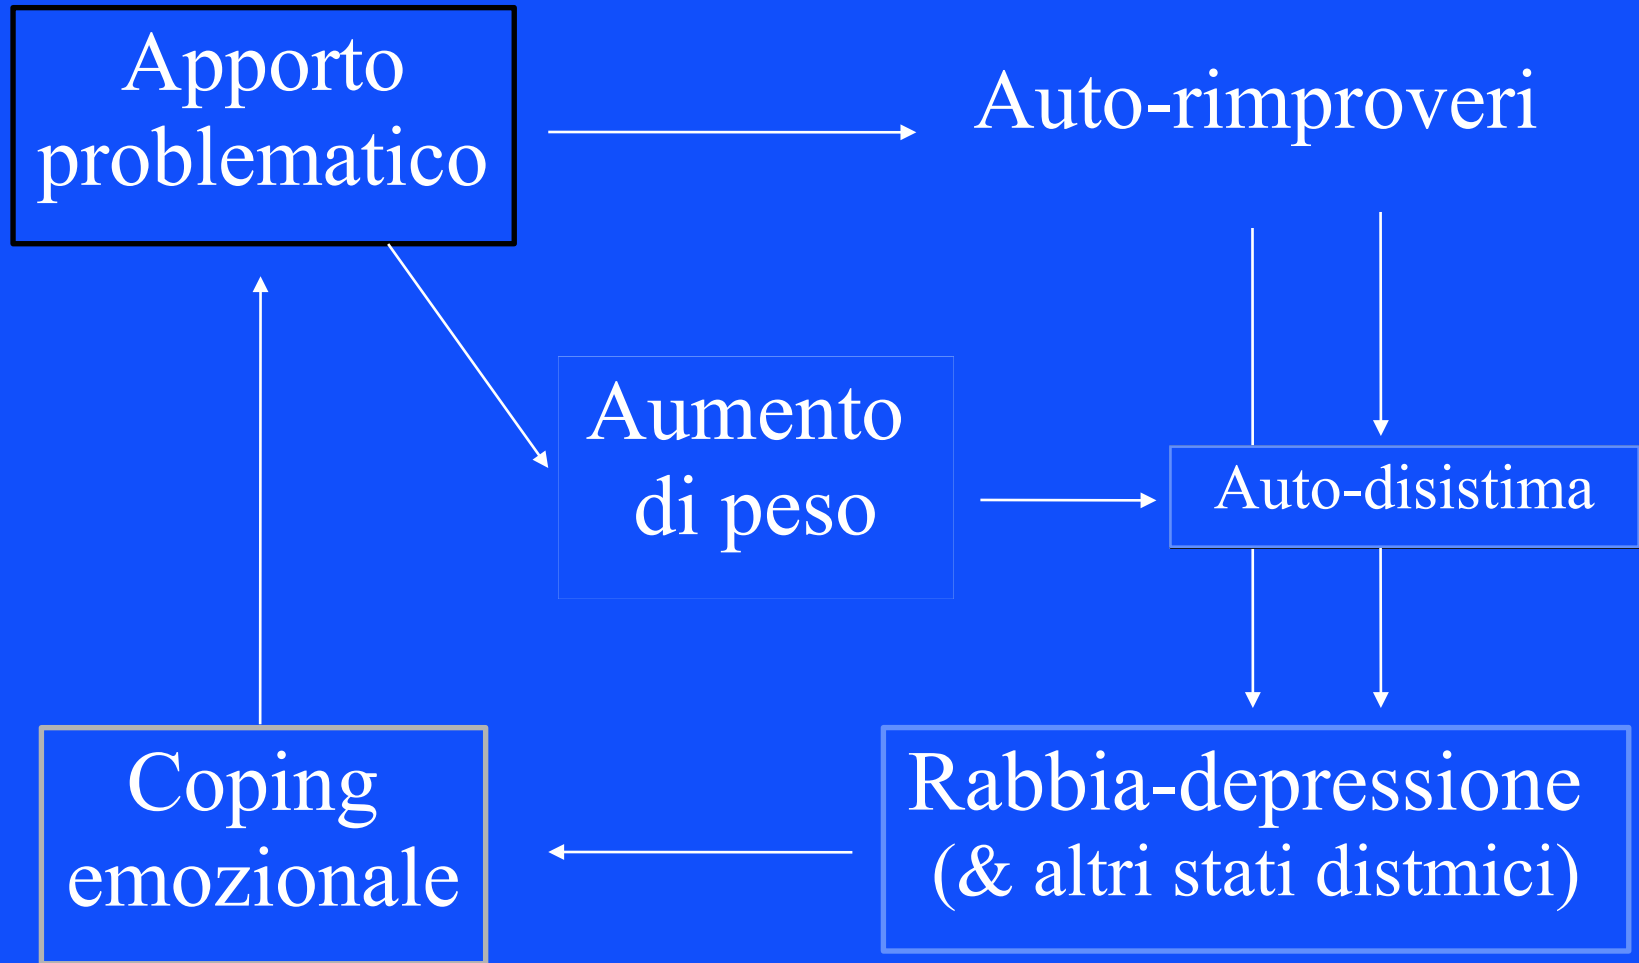 Apporto
problematico
Auto-rimproveri
Aumento
di peso
Auto-disistima
Coping
emozionale
Rabbia-depressione
(& altri stati distmici)